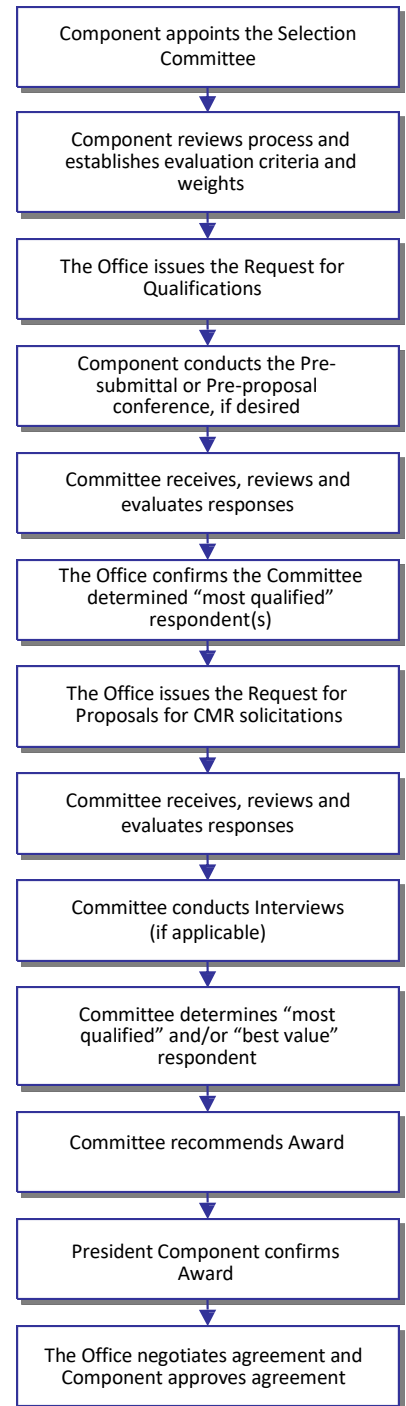 Component appoints the Selection
Committee
Component reviews process and
establishes evaluation criteria and
weights
The Office issues the Request for
Qualifications
Component conducts the Pre-
submittal or Pre-proposal
conference, if desired
Committee receives, reviews and
evaluates responses
The Office confirms the Committee
determined “most qualified”
respondent(s)
The Office issues the Request for
Proposals for CMR solicitations
Committee receives, reviews and
evaluates responses
Committee conducts Interviews
(if applicable)
Committee determines “most
qualified” and/or “best value”
respondent
Committee recommends Award
President Component confirms
Award
The Office negotiates agreement and
Component approves agreement